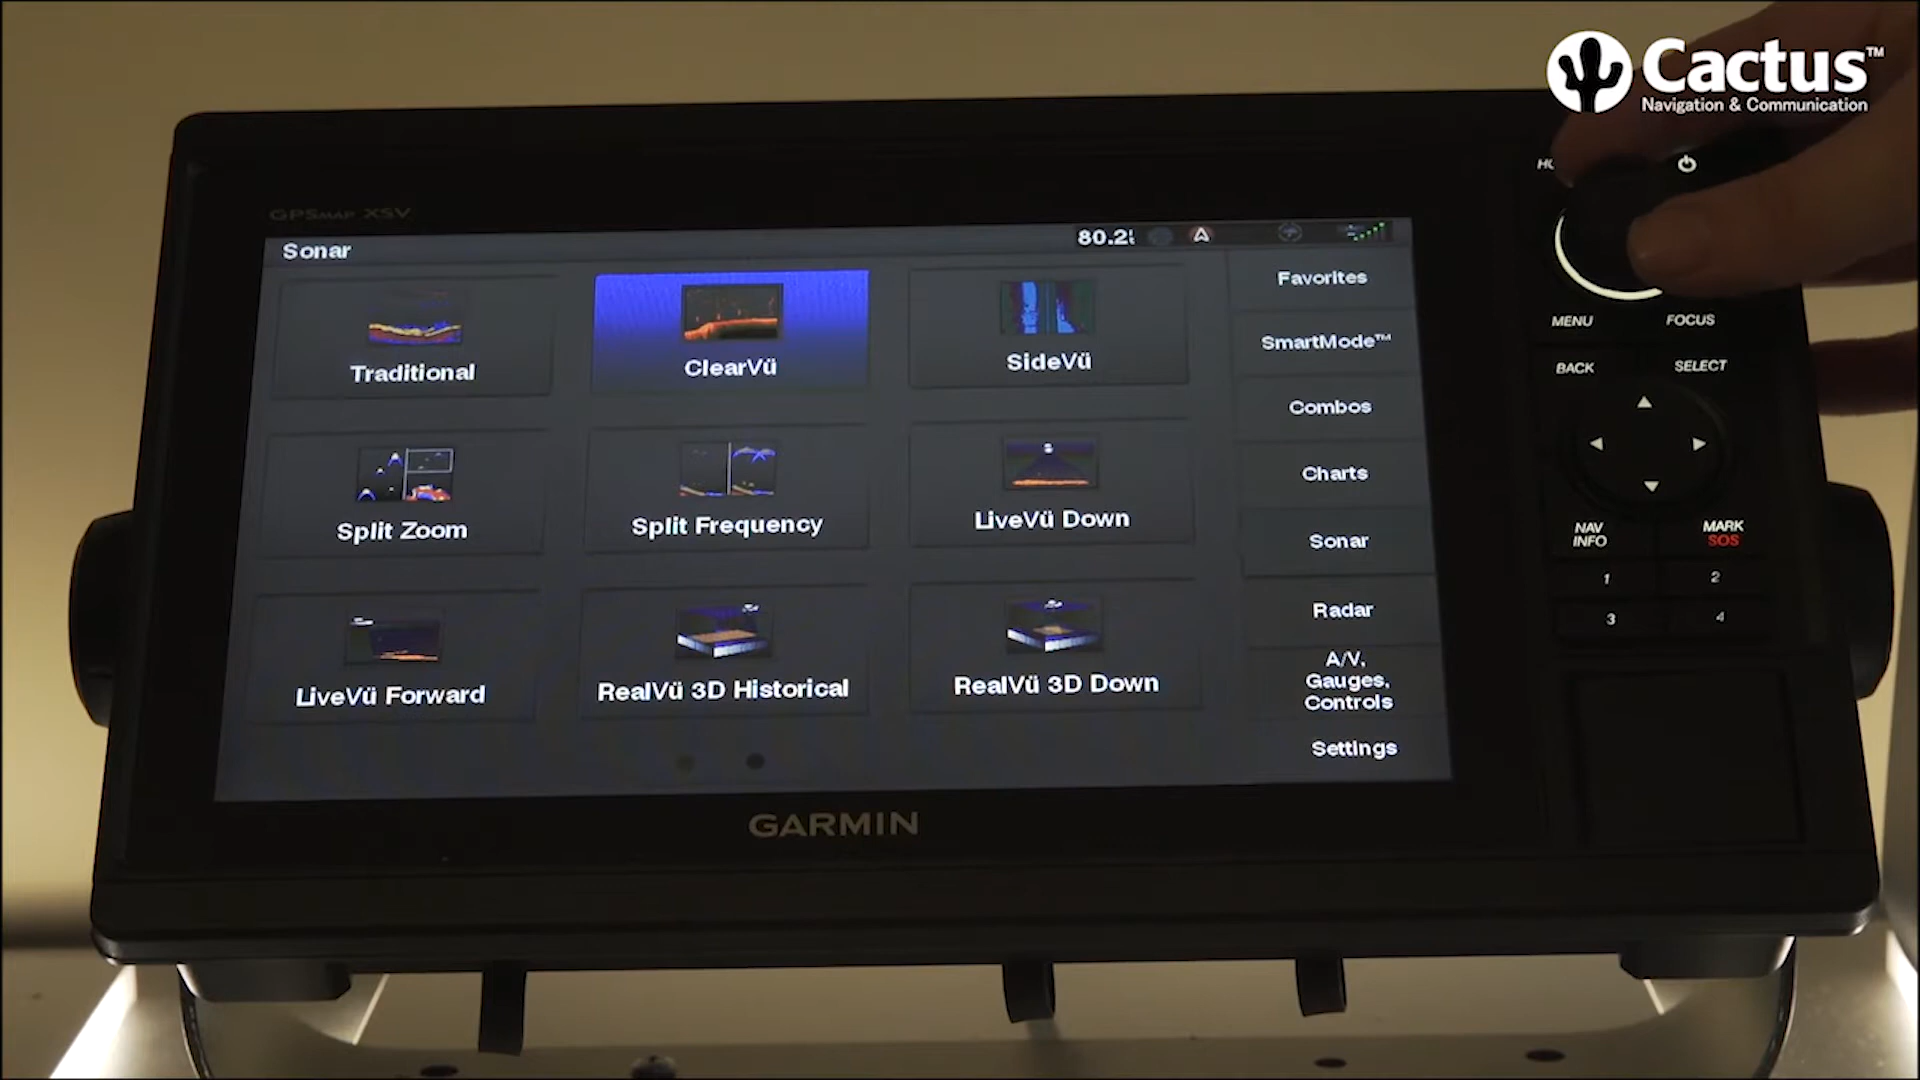 Cactus™
Navigation & Communication
GPSMAP XSV
Sonar
80.2
Traditional
ClearVü
SideVü
Split Zoom
Split Frequency
LiveVü Down
LiveVü Forward
RealVü 3D Historical
RealVü 3D Down
Favorites
SmartMode™
Combos
Charts
Sonar
Radar
A/V,
Gauges,
Controls
Settings
GARMIN
MENU
FOCUS
BACK
SELECT
NAV
INFO
MARK
SOS
1
2
3
4